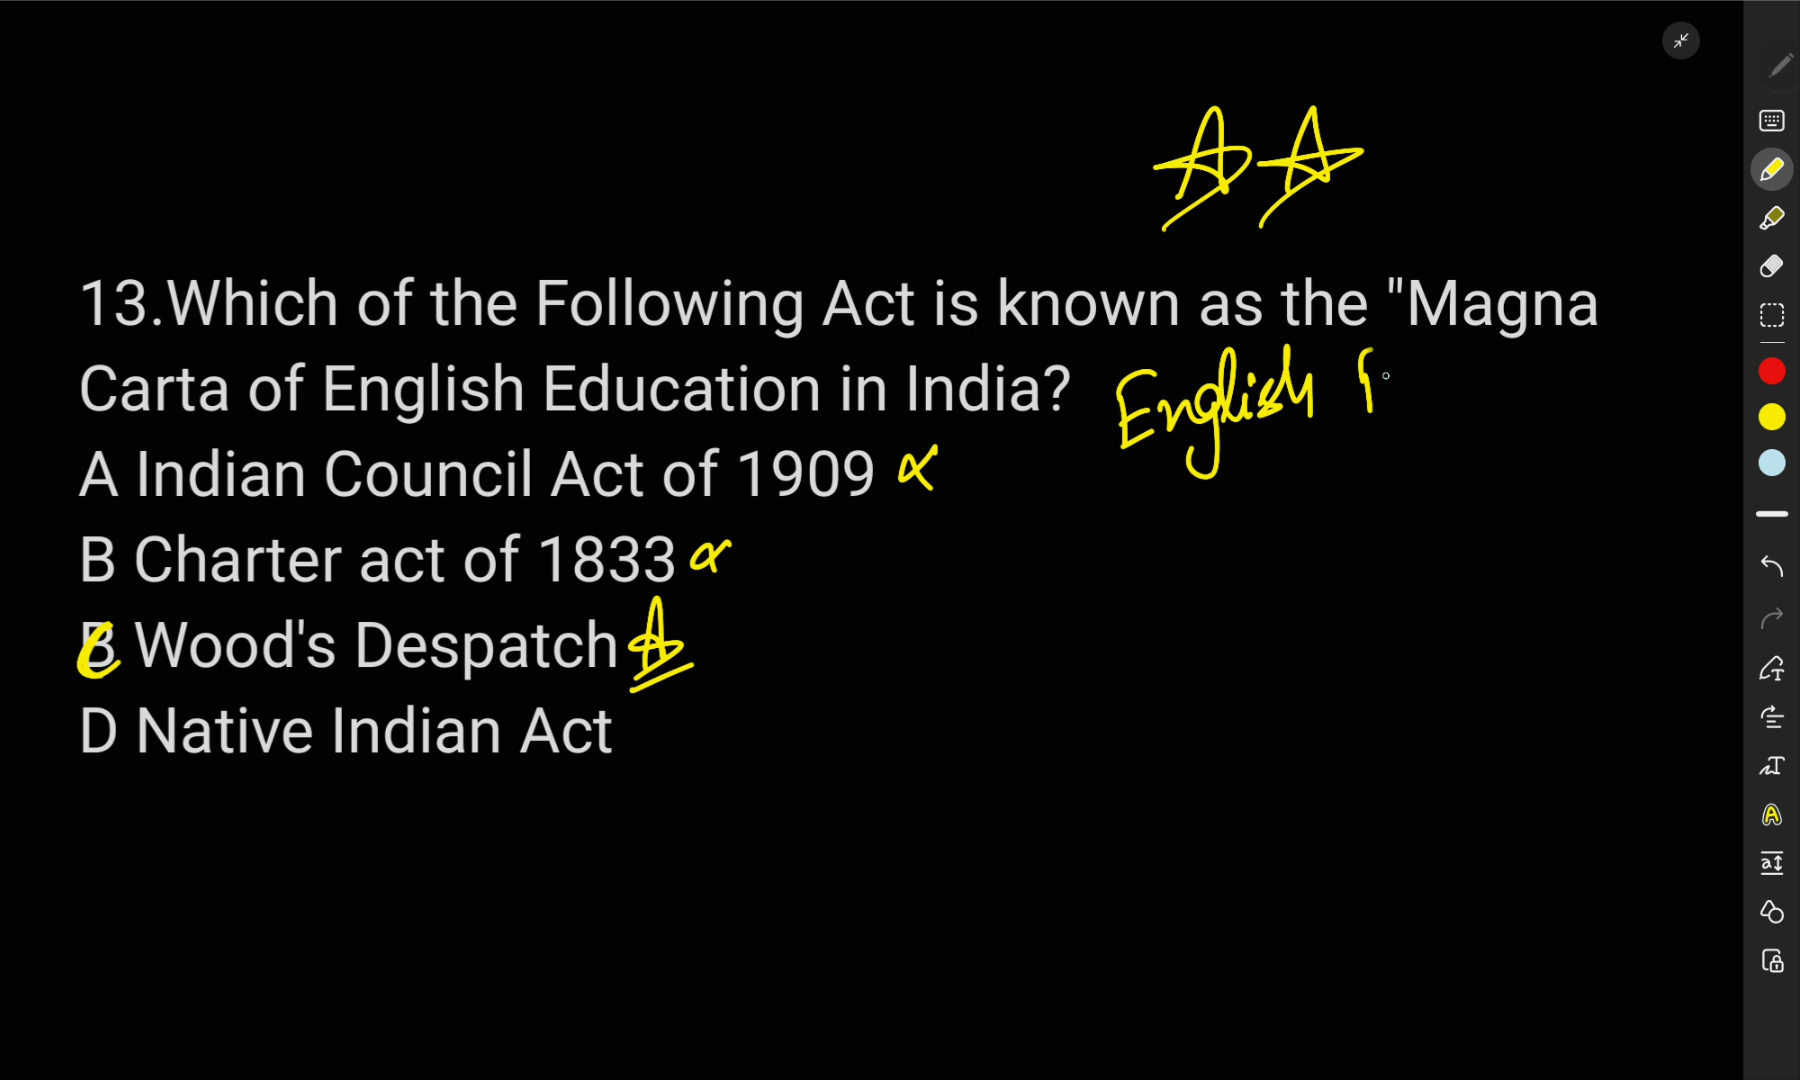 13.Which of the Following Act is known as the "Magna
Carta of English Education in India?
English
A Indian Council Act of 1909
B Charter act of 1833
C Wood's Despatch
D Native Indian Act